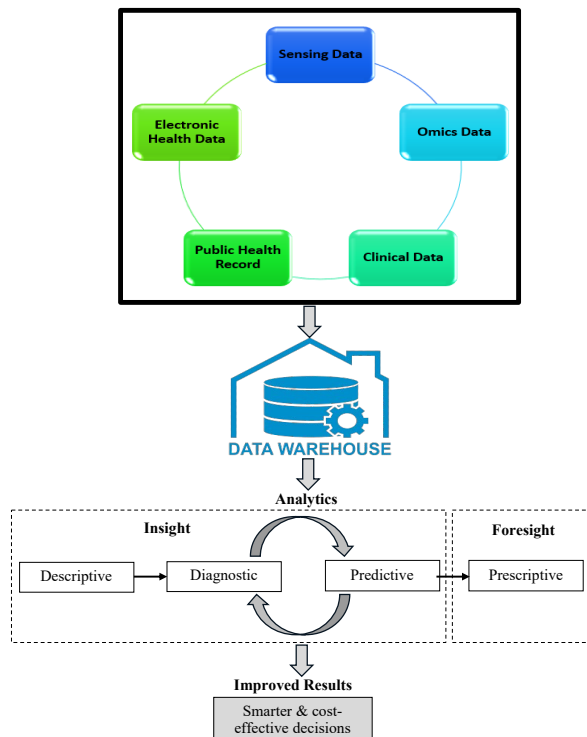 Sensing Data
Electronic
Health Data
Omics Data
Public Health
Record
Clinical Data
DATA WAREHOUSE
Analytics
Insight
Foresight
Descriptive
Diagnostic
Predictive
Prescriptive
Improved Results
Smarter & cost-
effective decisions